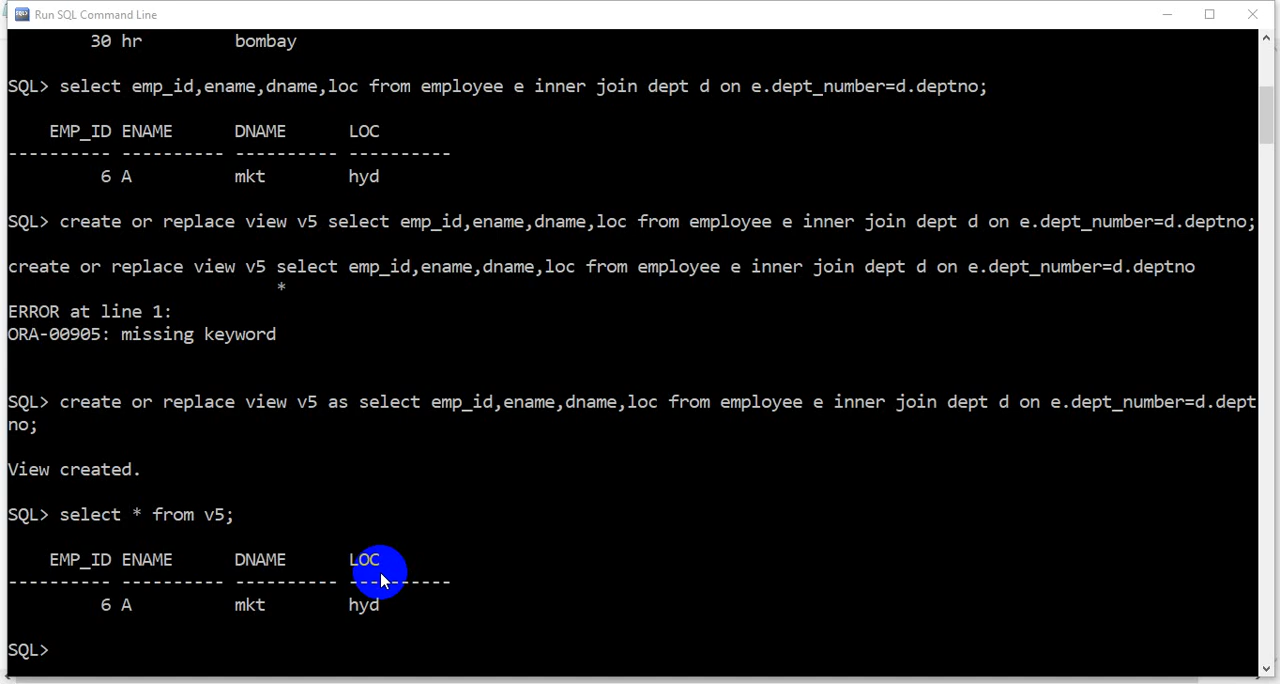 Run SQL Command Line
30 hr bombay
SQL> select emp_id,ename,dname,loc from employee e inner join dept d on e.dept_number=d.deptno;
EMP_ID ENAME DNAME LOC
---------- ---------- ---------- ----------
6 A mkt hyd
SQL> create or replace view v5 select emp_id,ename,dname,loc from employee e inner join dept d on e.dept_number=d.deptno;
create or replace view v5 select emp_id,ename,dname,loc from employee e inner join dept d on e.dept_number=d.deptno
*
ERROR at line 1:
ORA-00905: missing keyword
SQL> create or replace view v5 as select emp_id,ename,dname,loc from employee e inner join dept d on e.dept_number=d.dept
no;
View created.
SQL> select * from v5;
EMP_ID ENAME DNAME LOC
---------- ---------- ---------- ----------
6 A mkt hyd
SQL>